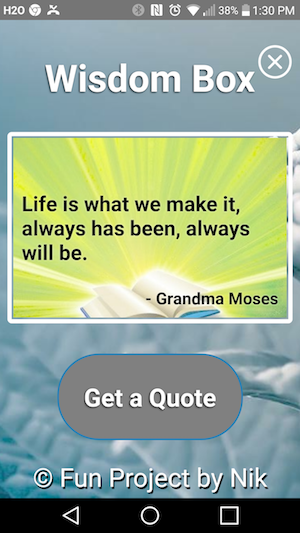 H2O 38% 1:30 PM
Wisdom Box
Life is what we make it,
always has been, always
will be.
- Grandma Moses
Get a Quote
© Fun Project by Nik